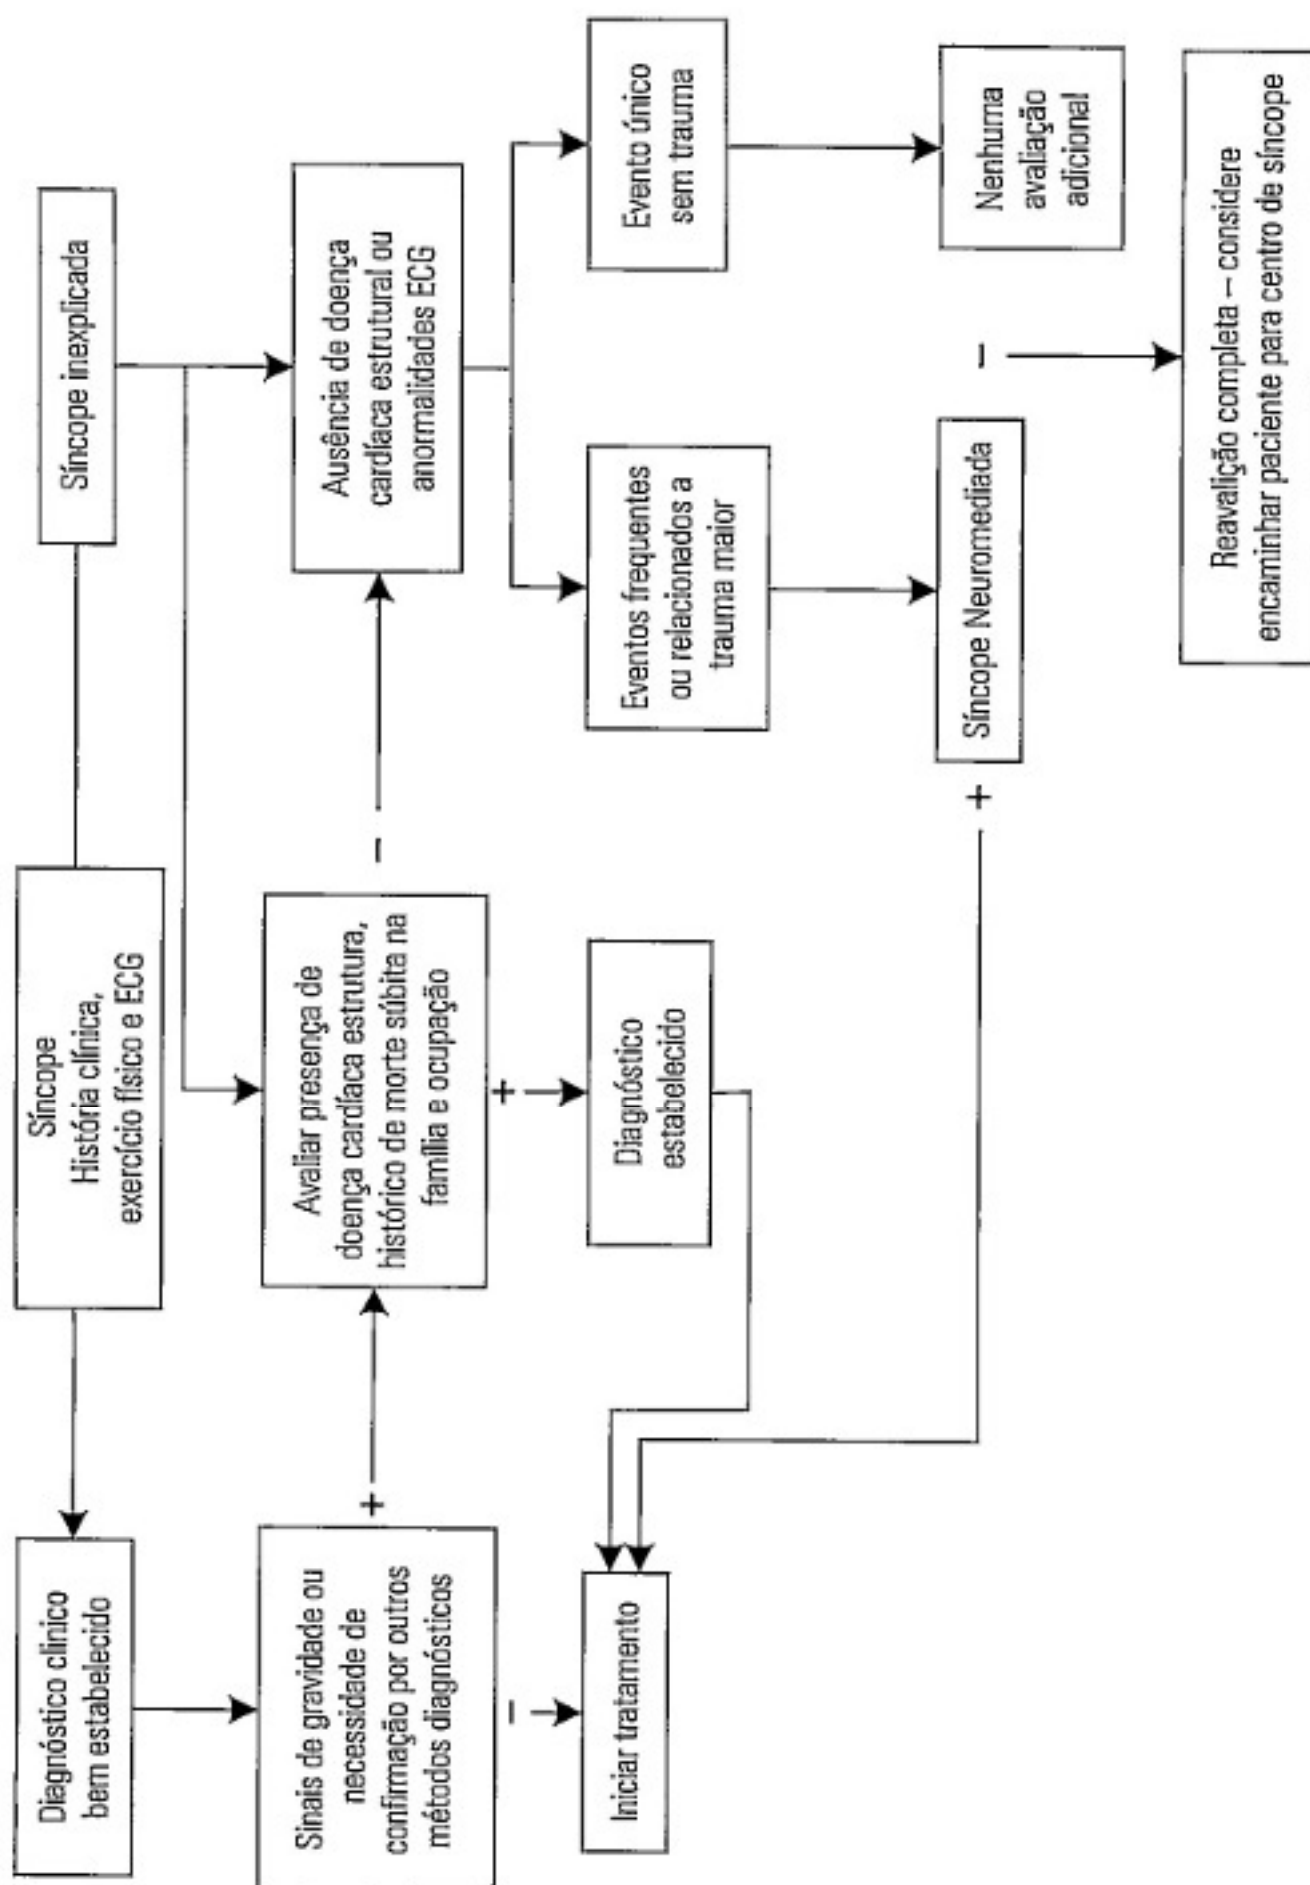 Síncope
História clínica,
exercício físico e ECG
Diagnóstico clínico
bem estabelecido
Síncope inexplicada
Sinais de gravidade ou
necessidade de
confirmação por outros
métodos diagnósticos
+
Avaliar presença de
doença cardíaca estrutura,
histórico de morte súbita na
família e ocupação
–
Ausência de doença
cardíaca estrutural ou
anormalidades ECG
–
+
Iniciar tratamento
Diagnóstico
estabelecido
Eventos frequentes
ou relacionados a
trauma maior
Evento único
sem trauma
+
Síncope Neuromediada
–
Nenhuma
avaliação
adicional
Reavalição completa – considere
encaminhar paciente para centro de síncope